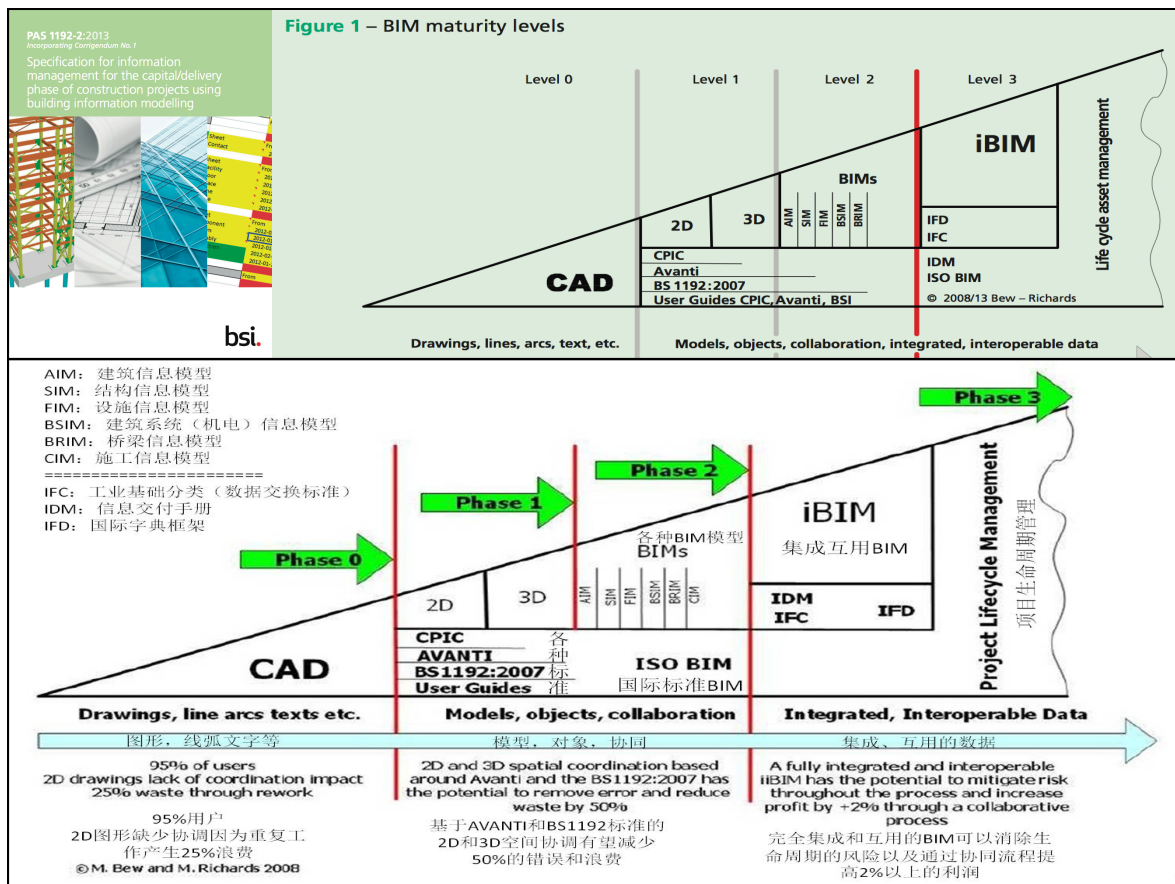 PAS 1192-2:2013
Incorporating Corrigendum No. 1
Specification for information
management for the capital/delivery
phase of construction projects using
building information modelling
bsi.
Figure 1 – BIM maturity levels
Level 0
Level 1
Level 2
Level 3
iBIM
BIMs
2D
3D
AIM
SIM
FIM
BSIM
BRIM
IFD
IFC
Life cycle asset management
CAD
CPIC
Avanti
BS 1192:2007
User Guides CPIC, Avanti, BSI
IDM
ISO BIM
© 2008/13 Bew – Richards
Drawings, lines, arcs, text, etc.
Models, objects, collaboration, integrated, interoperable data
AIM：建筑信息模型
SIM：结构信息模型
FIM：设施信息模型
BSIM：建筑系统（机电）信息模型
BRIM：桥梁信息模型
CIM：施工信息模型
========================
IFC：工业基础分类（数据交换标准）
IDM：信息交付手册
IFD：国际字典框架
Phase 0
Phase 1
Phase 2
Phase 3
各种BIM模型
BIMs
iBIM
集成互用BIM
2D
3D
AIM
SIM
FIM
BSIM
BRIM
CIM
IDM
IFC
IFD
Project Lifecycle Management
项目生命周期管理
CAD
CPIC
AVANTI
BS1192:2007
User Guides
各种标准
ISO BIM
国际标准BIM
Drawings, line arcs texts etc.
Models, objects, collaboration
Integrated, Interoperable Data
图形，线弧文字等
模型，对象，协同
集成、互用的数据
95% of users
2D drawings lack of coordination impact
25% waste through rework
95%用户
2D图形缺少协调因为重复工
作产生25%浪费
© M. Bew and M. Richards 2008
2D and 3D spatial coordination based
around Avanti and the BS1192:2007 has
the potential to remove error and reduce
waste by 50%
基于AVANTI和BS1192标准的
2D和3D空间协调有望减少
50%的错误和浪费
A fully integrated and interoperable
iiBIM has the potential to mitigate risk
throughout the process and increase
profit by +2% through a collaborative
process
完全集成和互用的BIM可以消除生
命周期的风险以及通过协同流程提
高2%以上的利润